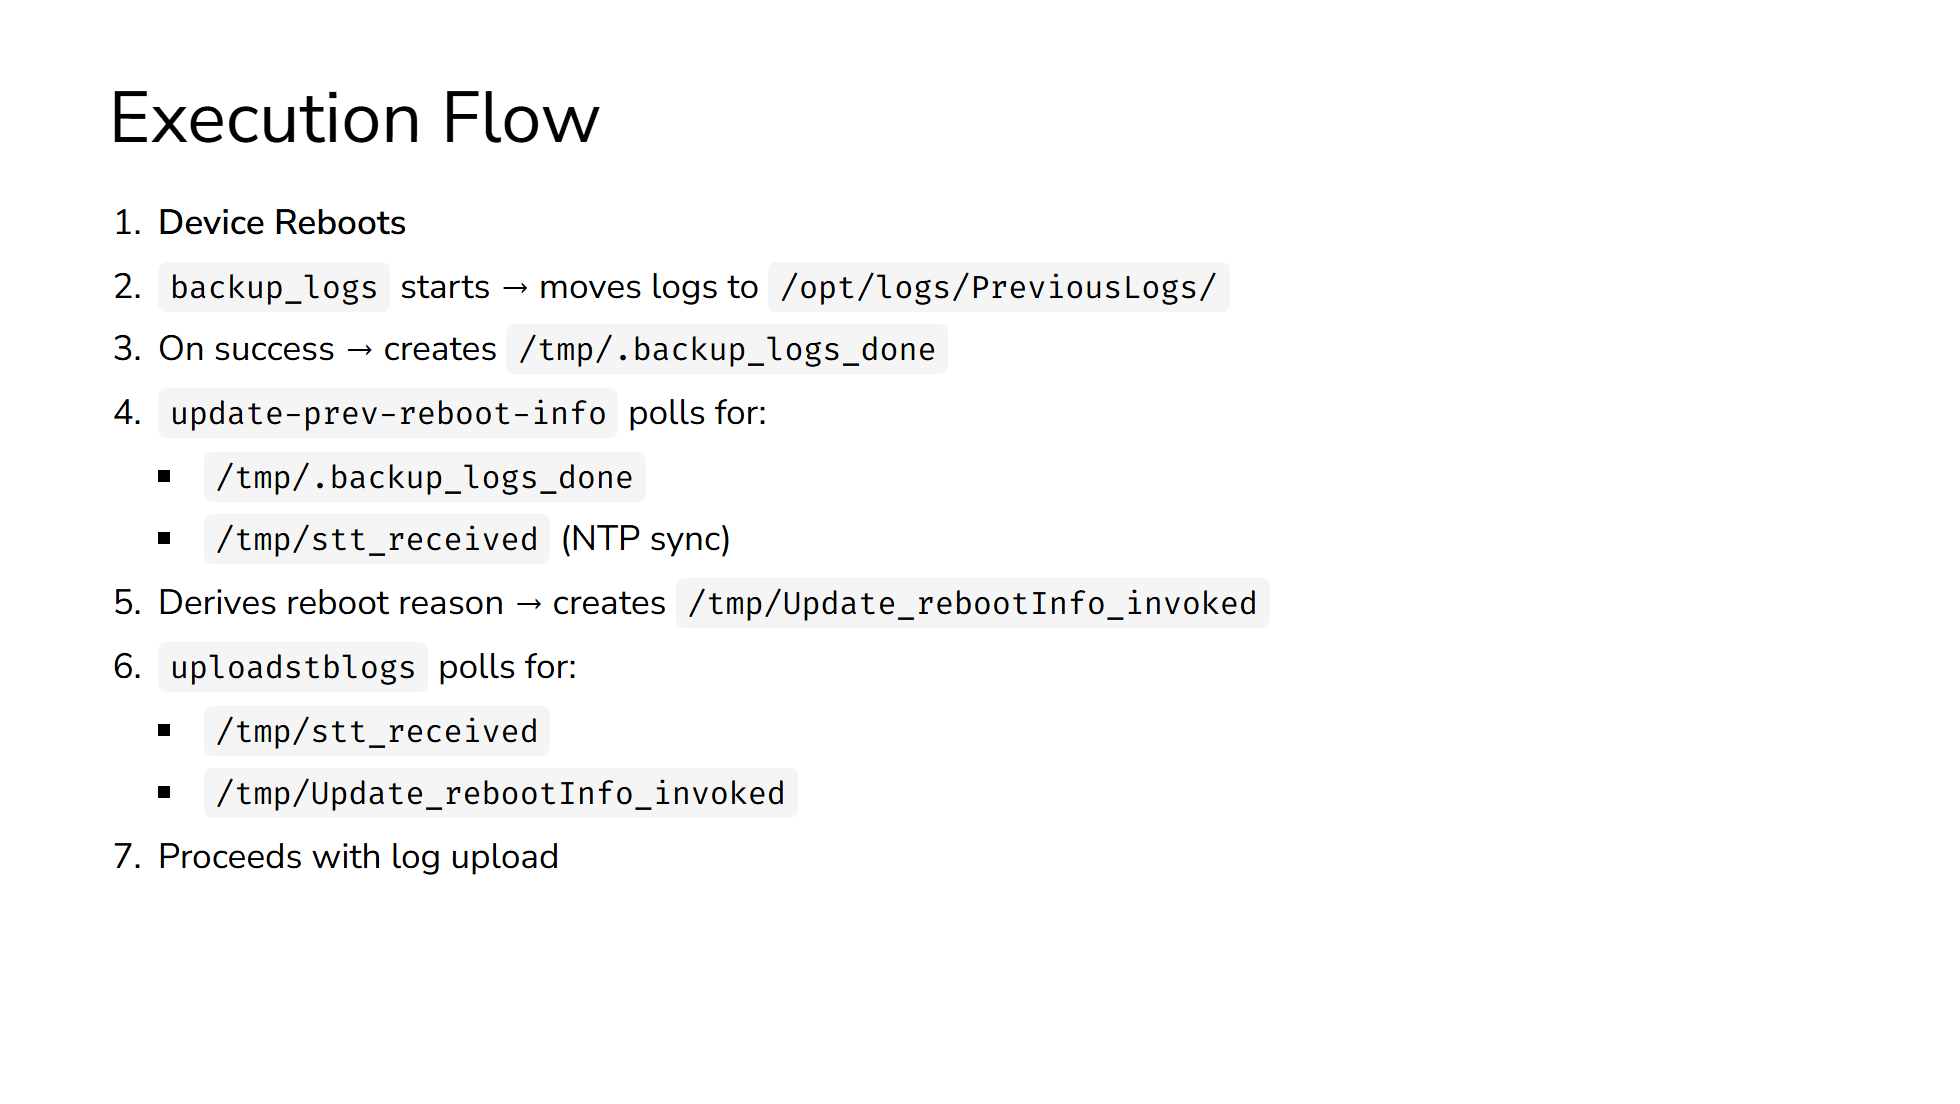 Execution Flow
1. Device Reboots
2. backup_logs starts → moves logs to /opt/logs/PreviousLogs/
3. On success → creates /tmp/.backup_logs_done
4. update-prev-reboot-info polls for:
▪ /tmp/.backup_logs_done
▪ /tmp/stt_received (NTP sync)
5. Derives reboot reason → creates /tmp/Update_rebootInfo_invoked
6. uploadstblogs polls for:
▪ /tmp/stt_received
▪ /tmp/Update_rebootInfo_invoked
7. Proceeds with log upload